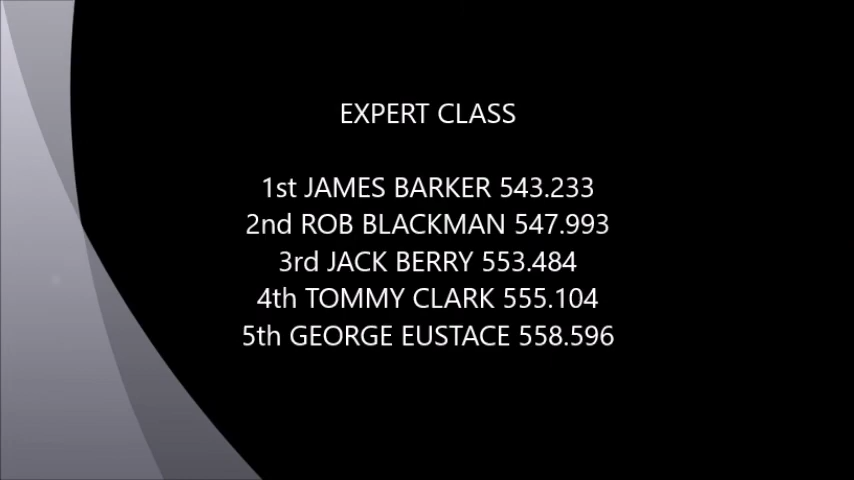 EXPERT CLASS
1st JAMES BARKER 543.233
2nd ROB BLACKMAN 547.993
3rd JACK BERRY 553.484
4th TOMMY CLARK 555.104
5th GEORGE EUSTACE 558.596